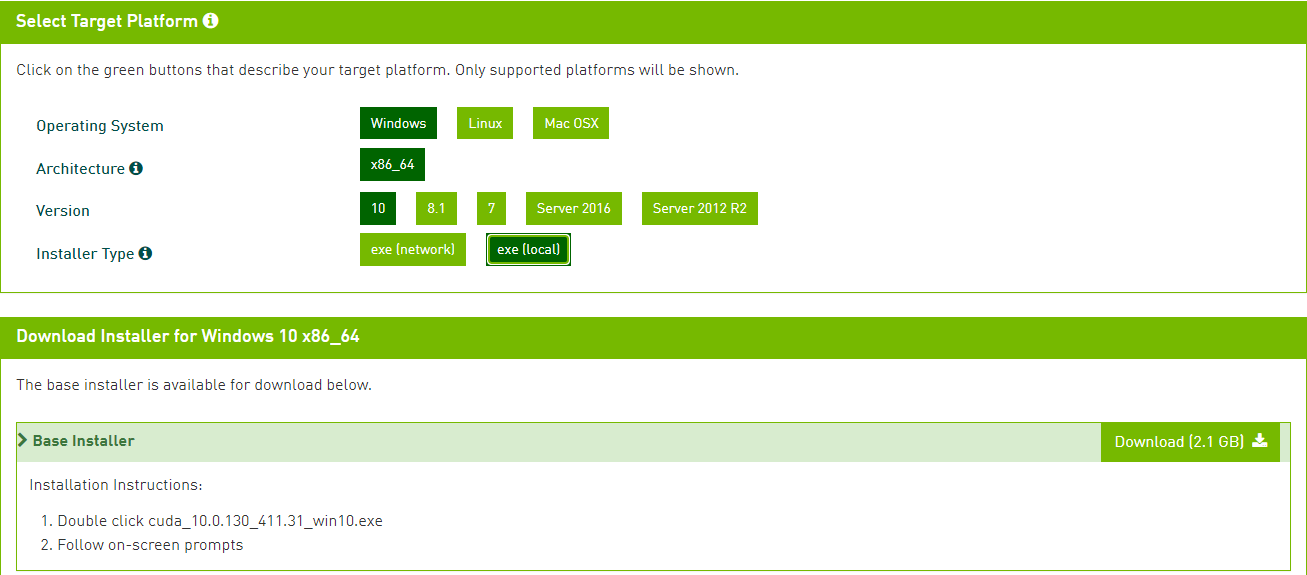 Select Target Platform
Click on the green buttons that describe your target platform. Only supported platforms will be shown.
Operating System Windows Linux Mac OSX
Architecture x86_64
Version 10 8.1 7 Server 2016 Server 2012 R2
Installer Type exe (network) exe (local)
Download Installer for Windows 10 x86_64
The base installer is available for download below.
Base Installer Download (2.1 GB)
Installation Instructions:
1. Double click cuda_10.0.130_411.31_win10.exe
2. Follow on-screen prompts